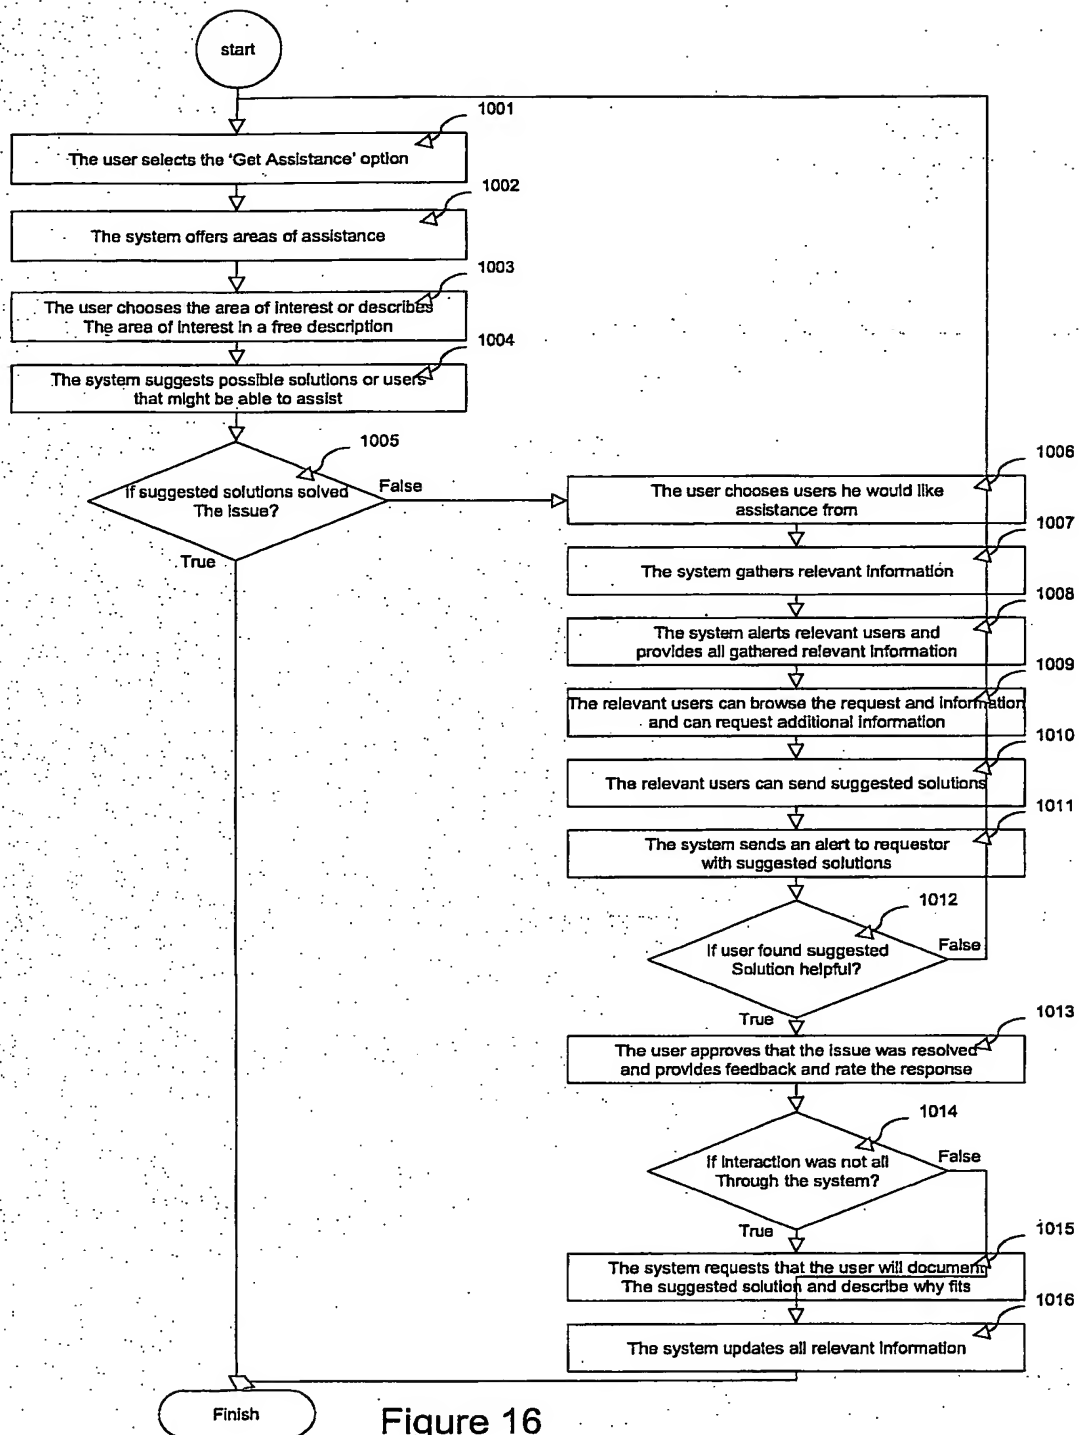 start
1001
The user selects the 'Get Assistance' option
1002
The system offers areas of assistance
1003
The user chooses the area of interest or describes
The area of interest in a free description
1004
The system suggests possible solutions or users
that might be able to assist
1005
If suggested solutions solved
The issue?
False
True
1006
The user chooses users he would like
assistance from
1007
The system gathers relevant information
1008
The system alerts relevant users and
provides all gathered relevant information
1009
The relevant users can browse the request and information
and can request additional information
1010
The relevant users can send suggested solutions
1011
The system sends an alert to requestor
with suggested solutions
1012
If user found suggested
Solution helpful?
False
True
1013
The user approves that the issue was resolved
and provides feedback and rate the response
1014
If interaction was not all
Through the system?
False
True
1015
The system requests that the user will document
The suggested solution and describe why fits
1016
The system updates all relevant information
Finish
Figure 16